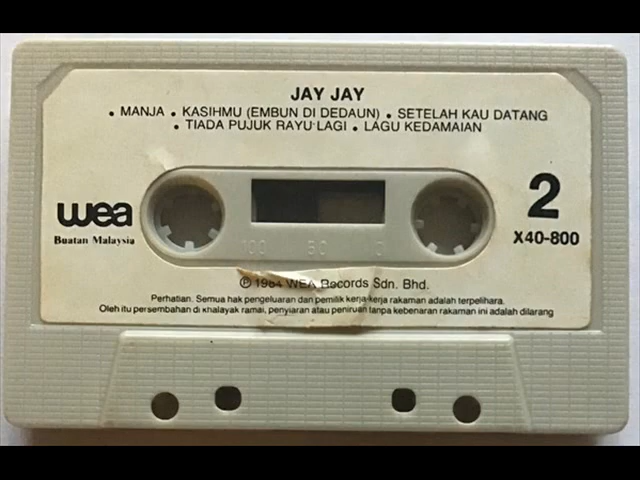 JAY JAY
• MANJA • KASIHMU (EMBUN DI DEDAUN) • SETELAH KAU DATANG
• TIADA PUJUK RAYU LAGI • LAGU KEDAMAIAN
wea
Buatan Malaysia
2
X40-800
100 50 0
℗ 1984 WEA Records Sdn. Bhd.
Perhatian. Semua hak pengeluaran dan pemilik kerja-kerja rakaman adalah terpelihara.
Oleh itu persembahan di khalayak ramai, penyiaran atau peniruan tanpa kebenaran rakaman ini adalah dilarang